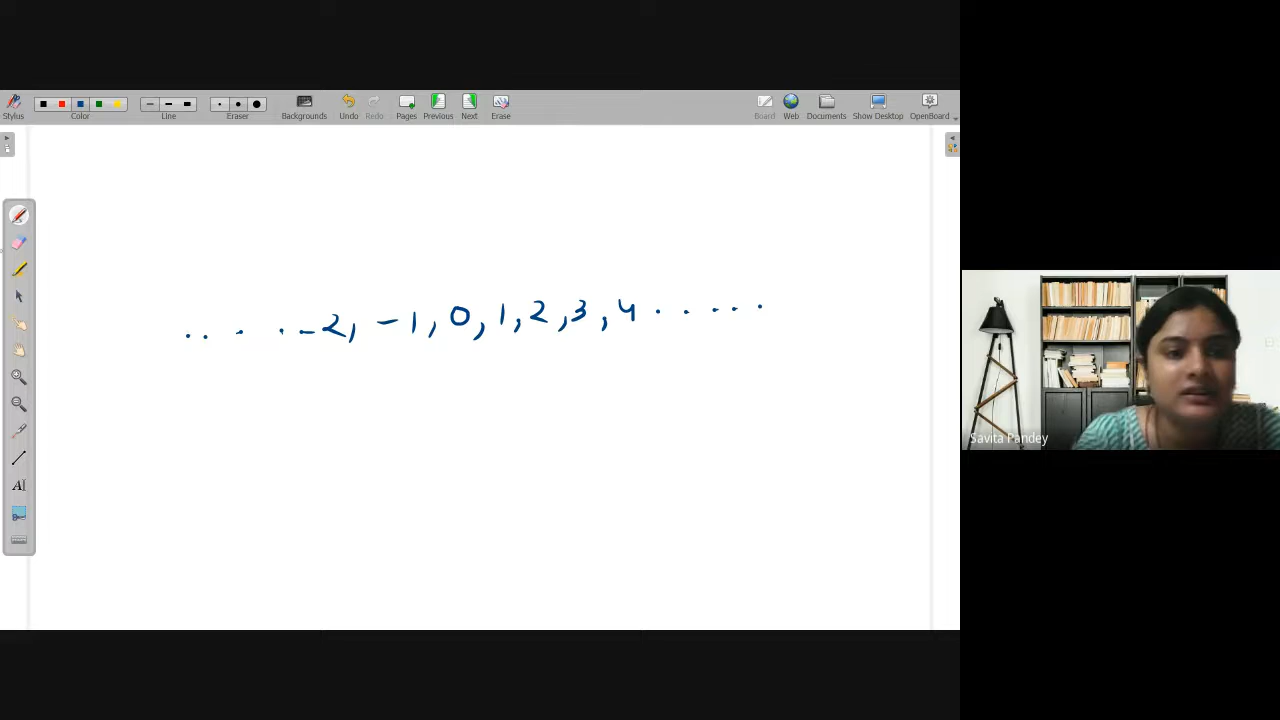 Stylus Color Line Eraser Backgrounds Undo Redo Pages Previous Next Erase Board Web Documents Show Desktop OpenBoard
.. . . -2, -1, 0, 1, 2, 3, 4 . . . . .
Savita Pandey